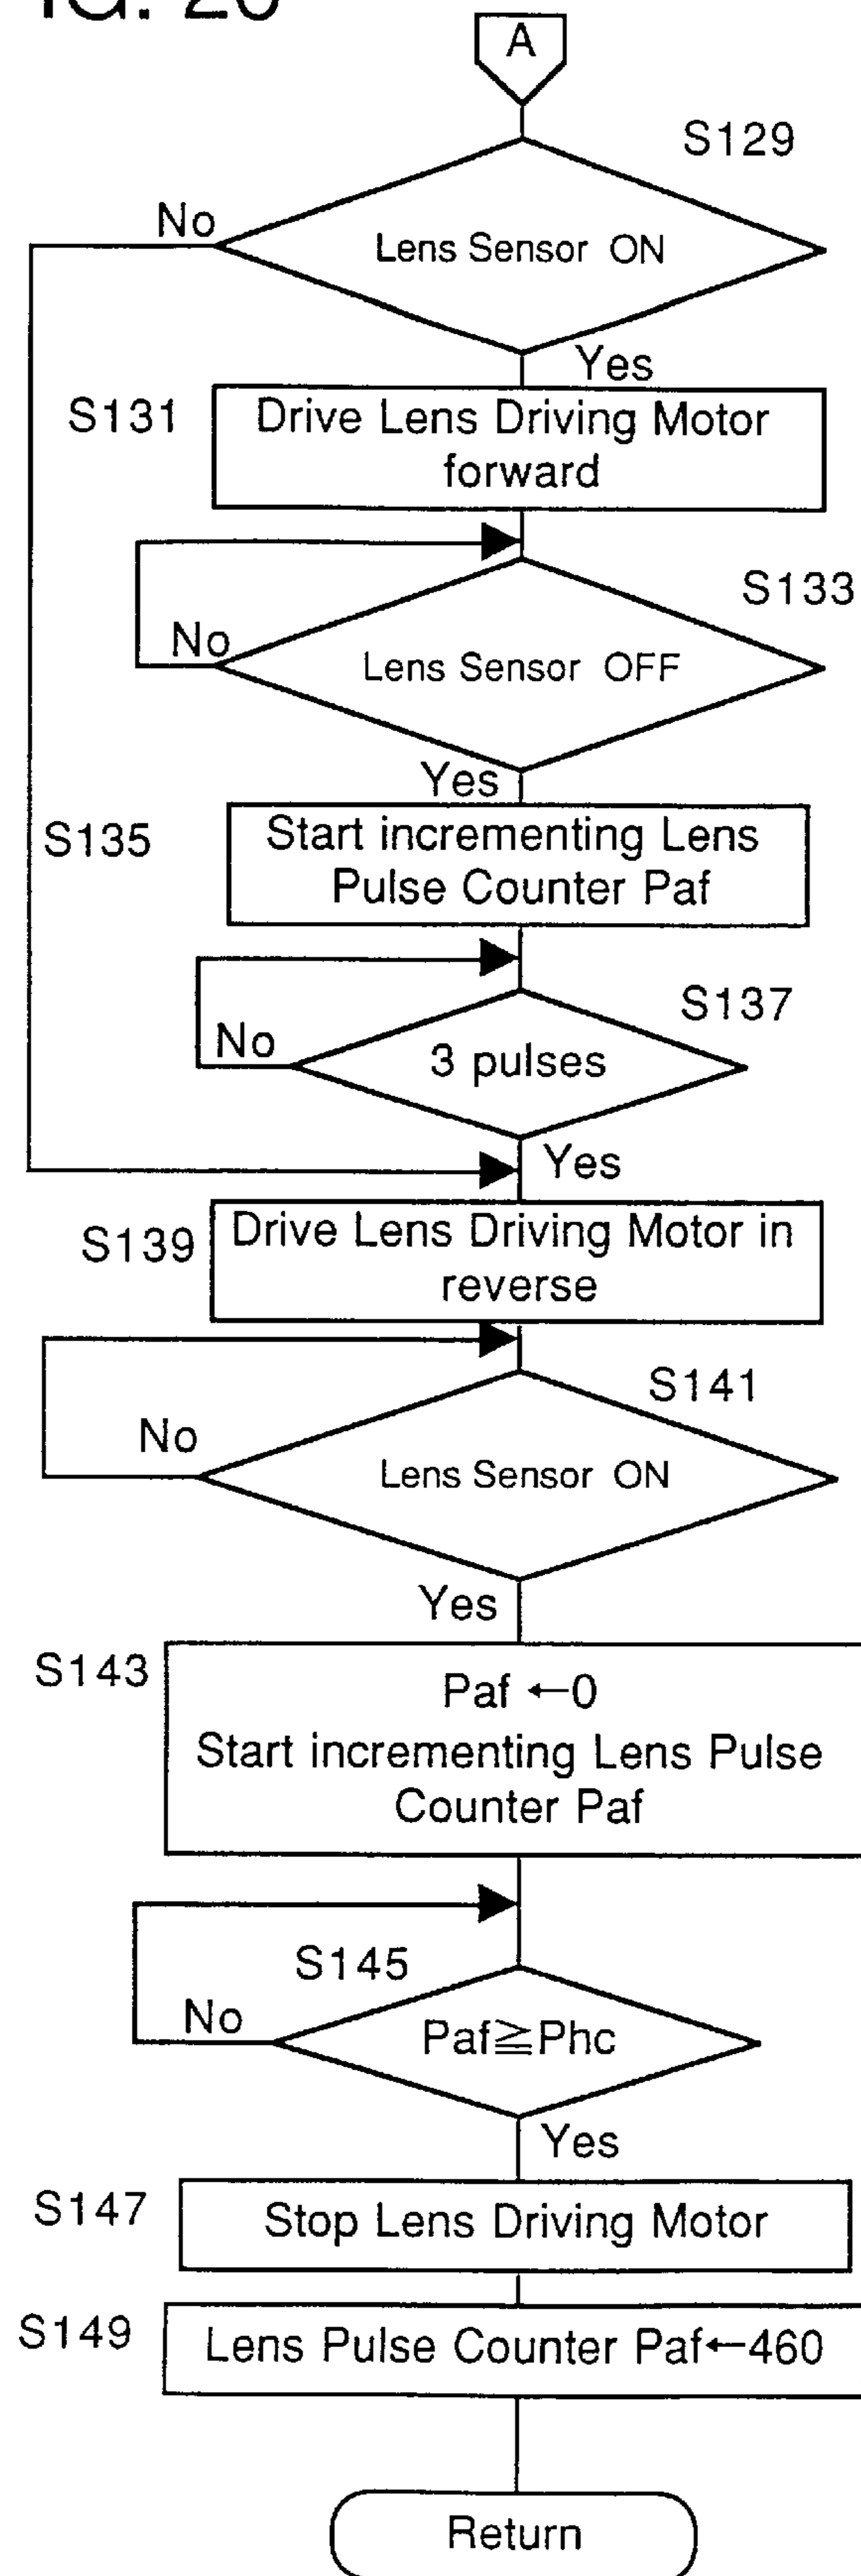 A
S129
No
Lens Sensor ON
Yes
S131
Drive Lens Driving Motor
forward
S133
No
Lens Sensor OFF
Yes
S135
Start incrementing Lens
Pulse Counter Paf
S137
No
3 pulses
Yes
S139
Drive Lens Driving Motor in
reverse
S141
No
Lens Sensor ON
Yes
S143
Paf ←0
Start incrementing Lens Pulse
Counter Paf
S145
No
Paf≧Phc
Yes
S147
Stop Lens Driving Motor
S149
Lens Pulse Counter Paf←460
Return